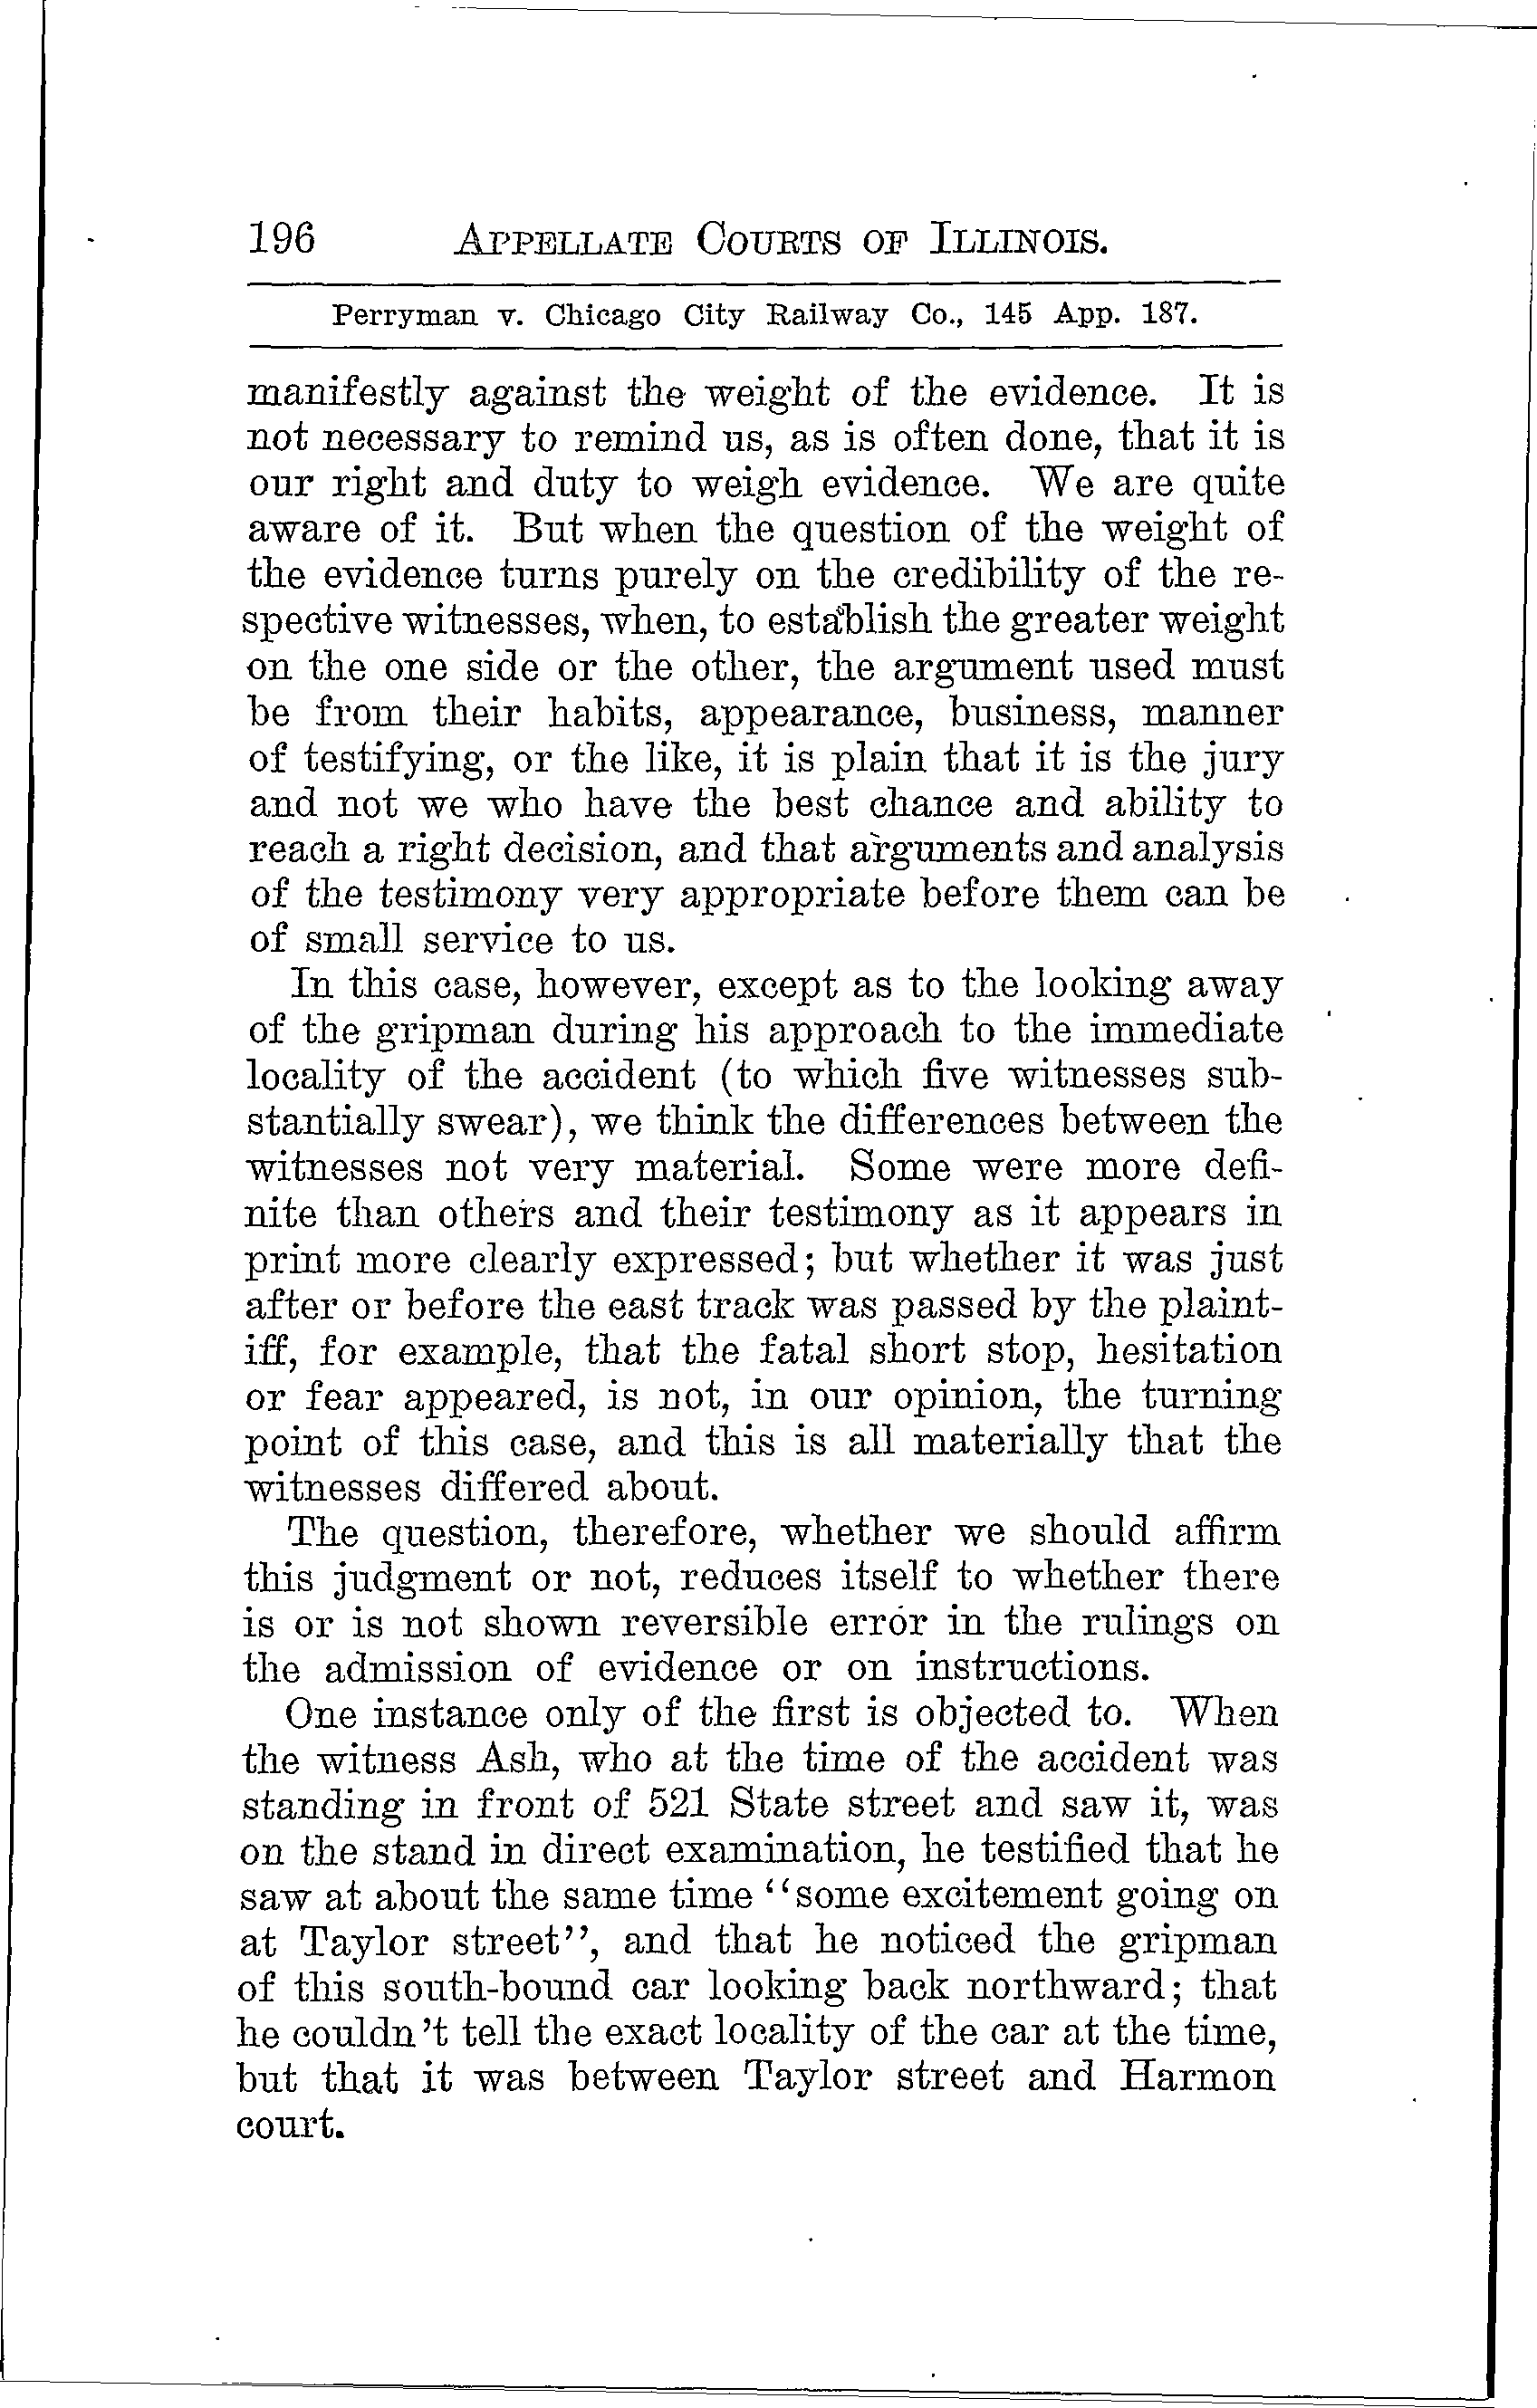 196 APPELLATE COURTS OF ILLINOIS.
Perryman v. Chicago City Railway Co., 145 App. 187.
manifestly against the weight of the evidence. It is
not necessary to remind us, as is often done, that it is
our right and duty to weigh evidence. We are quite
aware of it. But when the question of the weight of
the evidence turns purely on the credibility of the re-
spective witnesses, when, to establish the greater weight
on the one side or the other, the argument used must
be from their habits, appearance, business, manner
of testifying, or the like, it is plain that it is the jury
and not we who have the best chance and ability to
reach a right decision, and that arguments and analysis
of the testimony very appropriate before them can be
of small service to us.
In this case, however, except as to the looking away
of the gripman during his approach to the immediate
locality of the accident (to which five witnesses sub-
stantially swear), we think the differences between the
witnesses not very material. Some were more defi-
nite than others and their testimony as it appears in
print more clearly expressed; but whether it was just
after or before the east track was passed by the plaint-
iff, for example, that the fatal short stop, hesitation
or fear appeared, is not, in our opinion, the turning
point of this case, and this is all materially that the
witnesses differed about.
The question, therefore, whether we should affirm
this judgment or not, reduces itself to whether there
is or is not shown reversible error in the rulings on
the admission of evidence or on instructions.
One instance only of the first is objected to. When
the witness Ash, who at the time of the accident was
standing in front of 521 State street and saw it, was
on the stand in direct examination, he testified that he
saw at about the same time "some excitement going on
at Taylor street", and that he noticed the gripman
of this south-bound car looking back northward; that
he couldn't tell the exact locality of the car at the time,
but that it was between Taylor street and Harmon
court.